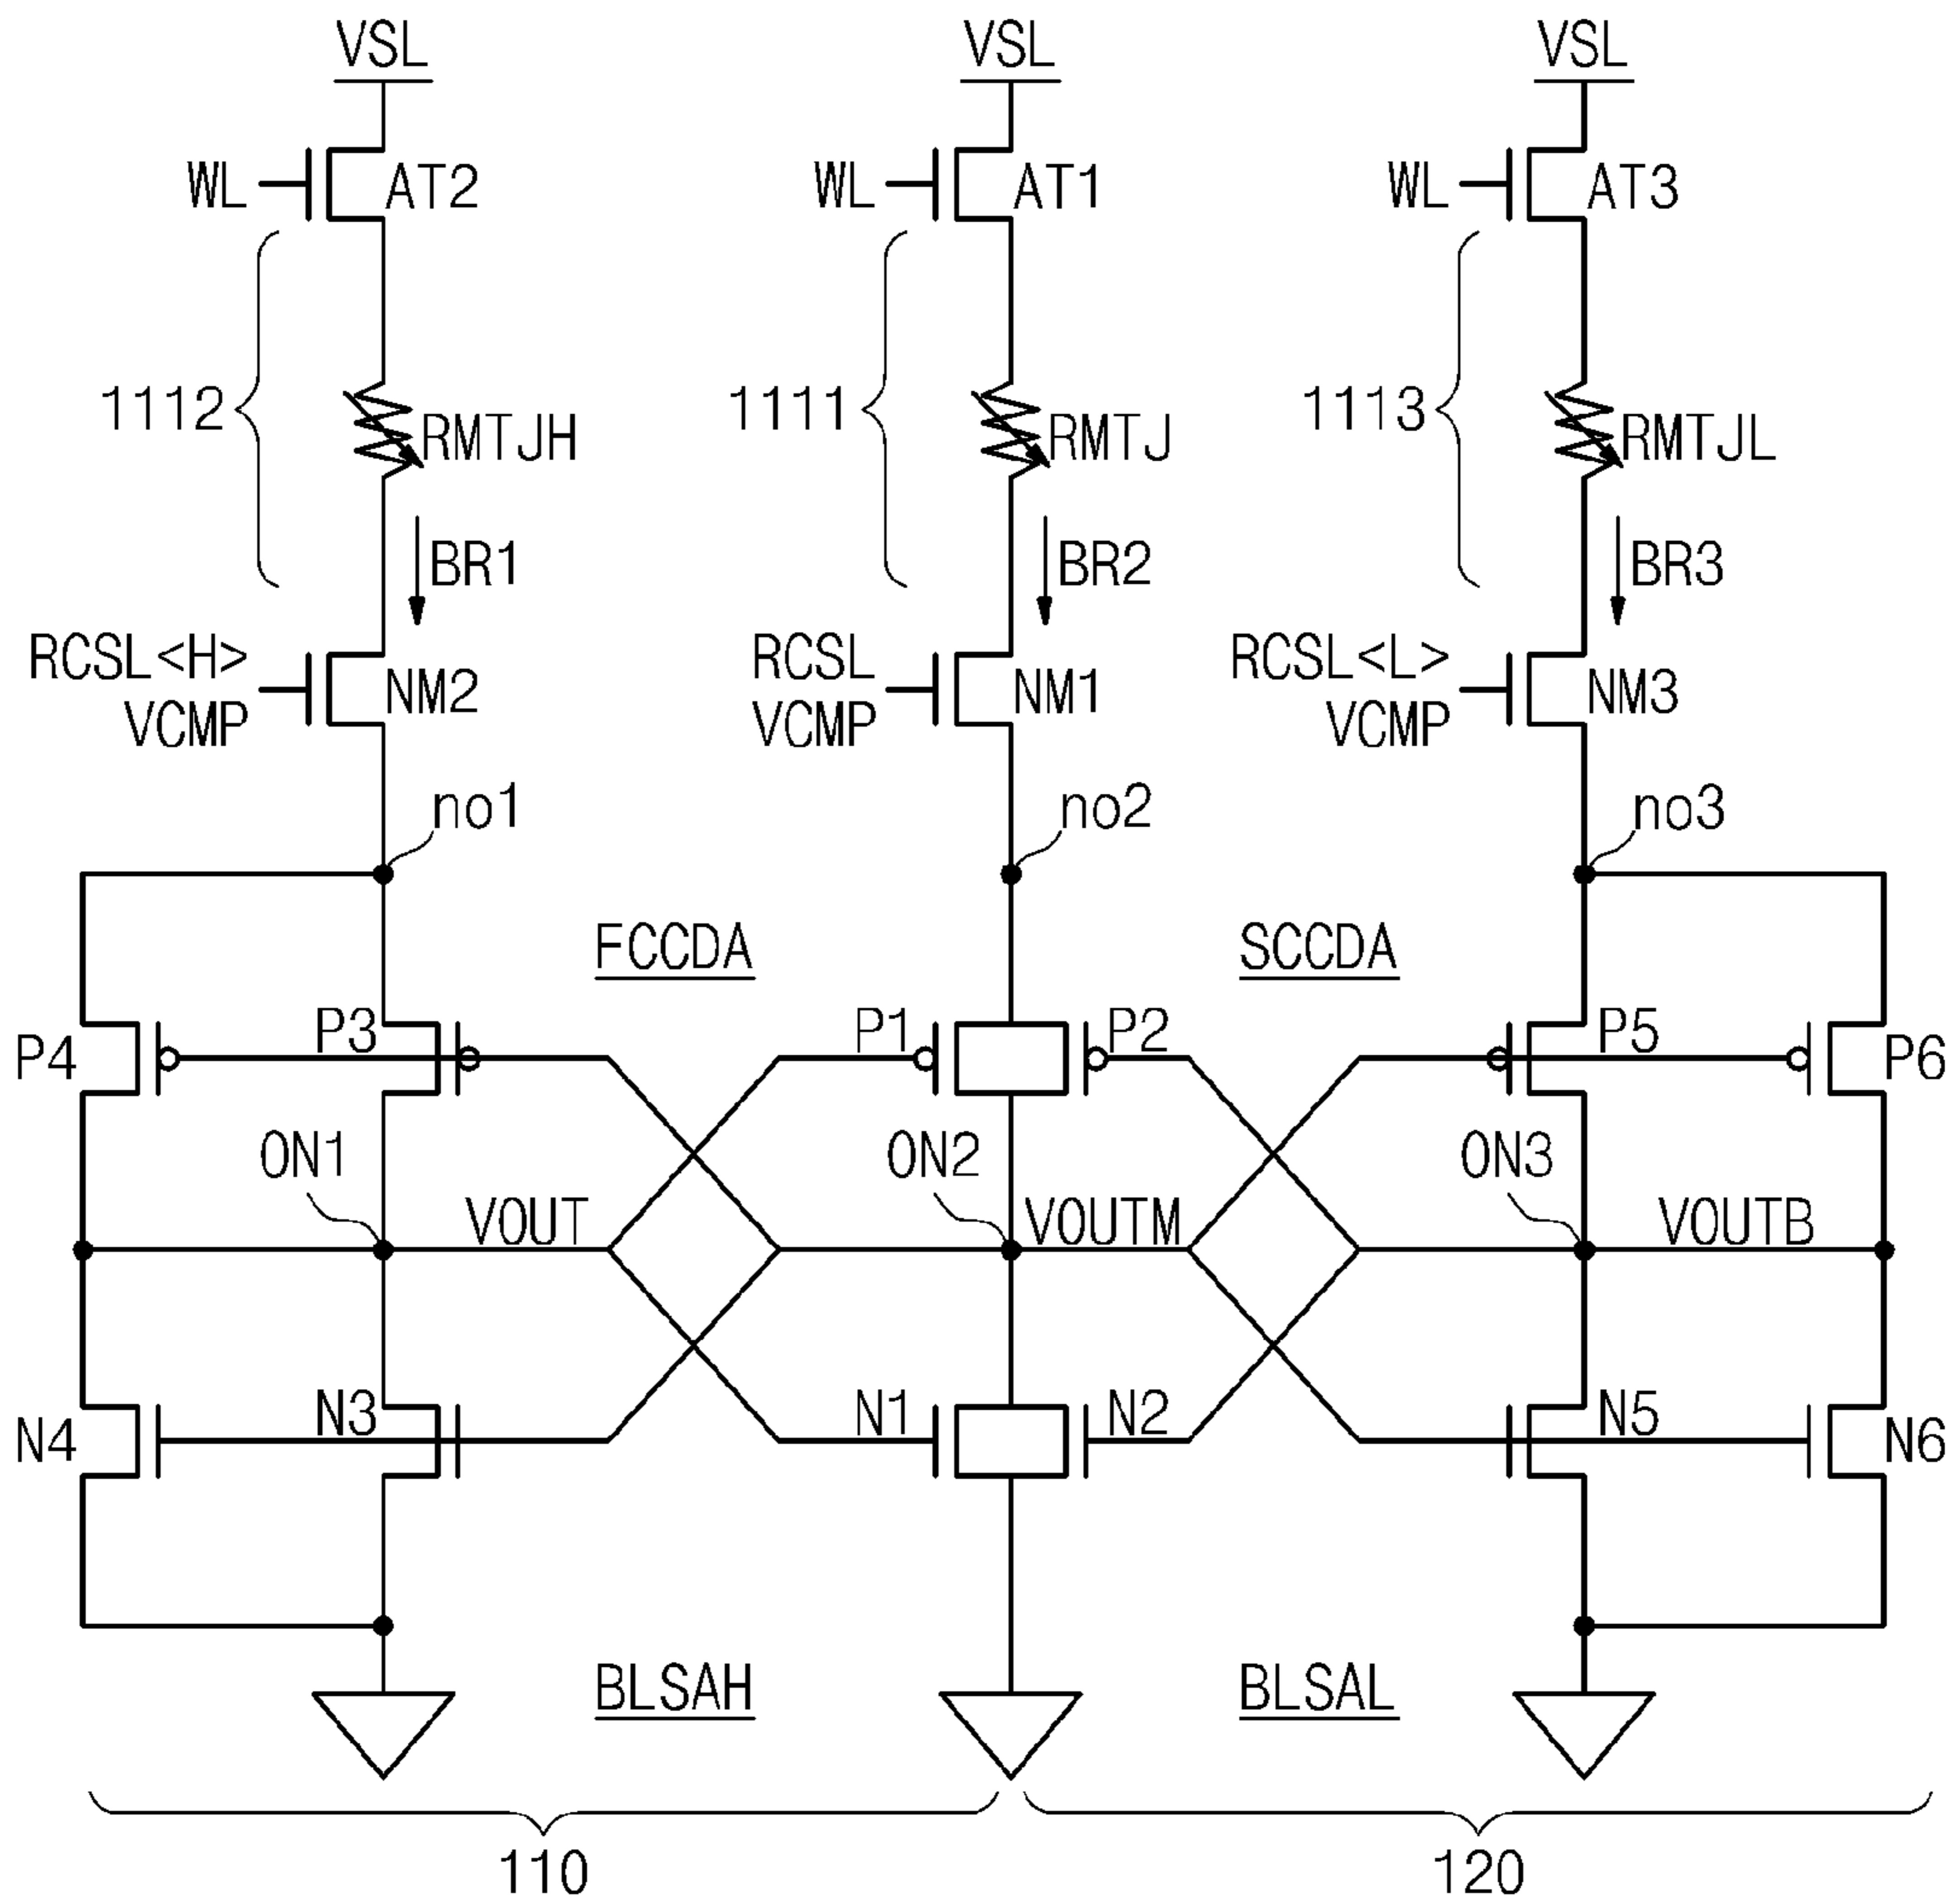 VSL VSL VSL
WL AT2 WL AT1 WL AT3
1112 RMTJH 1111 RMTJ 1113 RMTJL
BR1 BR2 BR3
RCSL<H> RCSL RCSL<L>
VCMP NM2 VCMP NM1 VCMP NM3
no1 no2 no3
FCCDA SCCDA
P4 P3 P1 P2 P5 P6
ON1 ON2 ON3
VOUT VOUTM VOUTB
N4 N3 N1 N2 N5 N6
BLSAH BLSAL
110 120